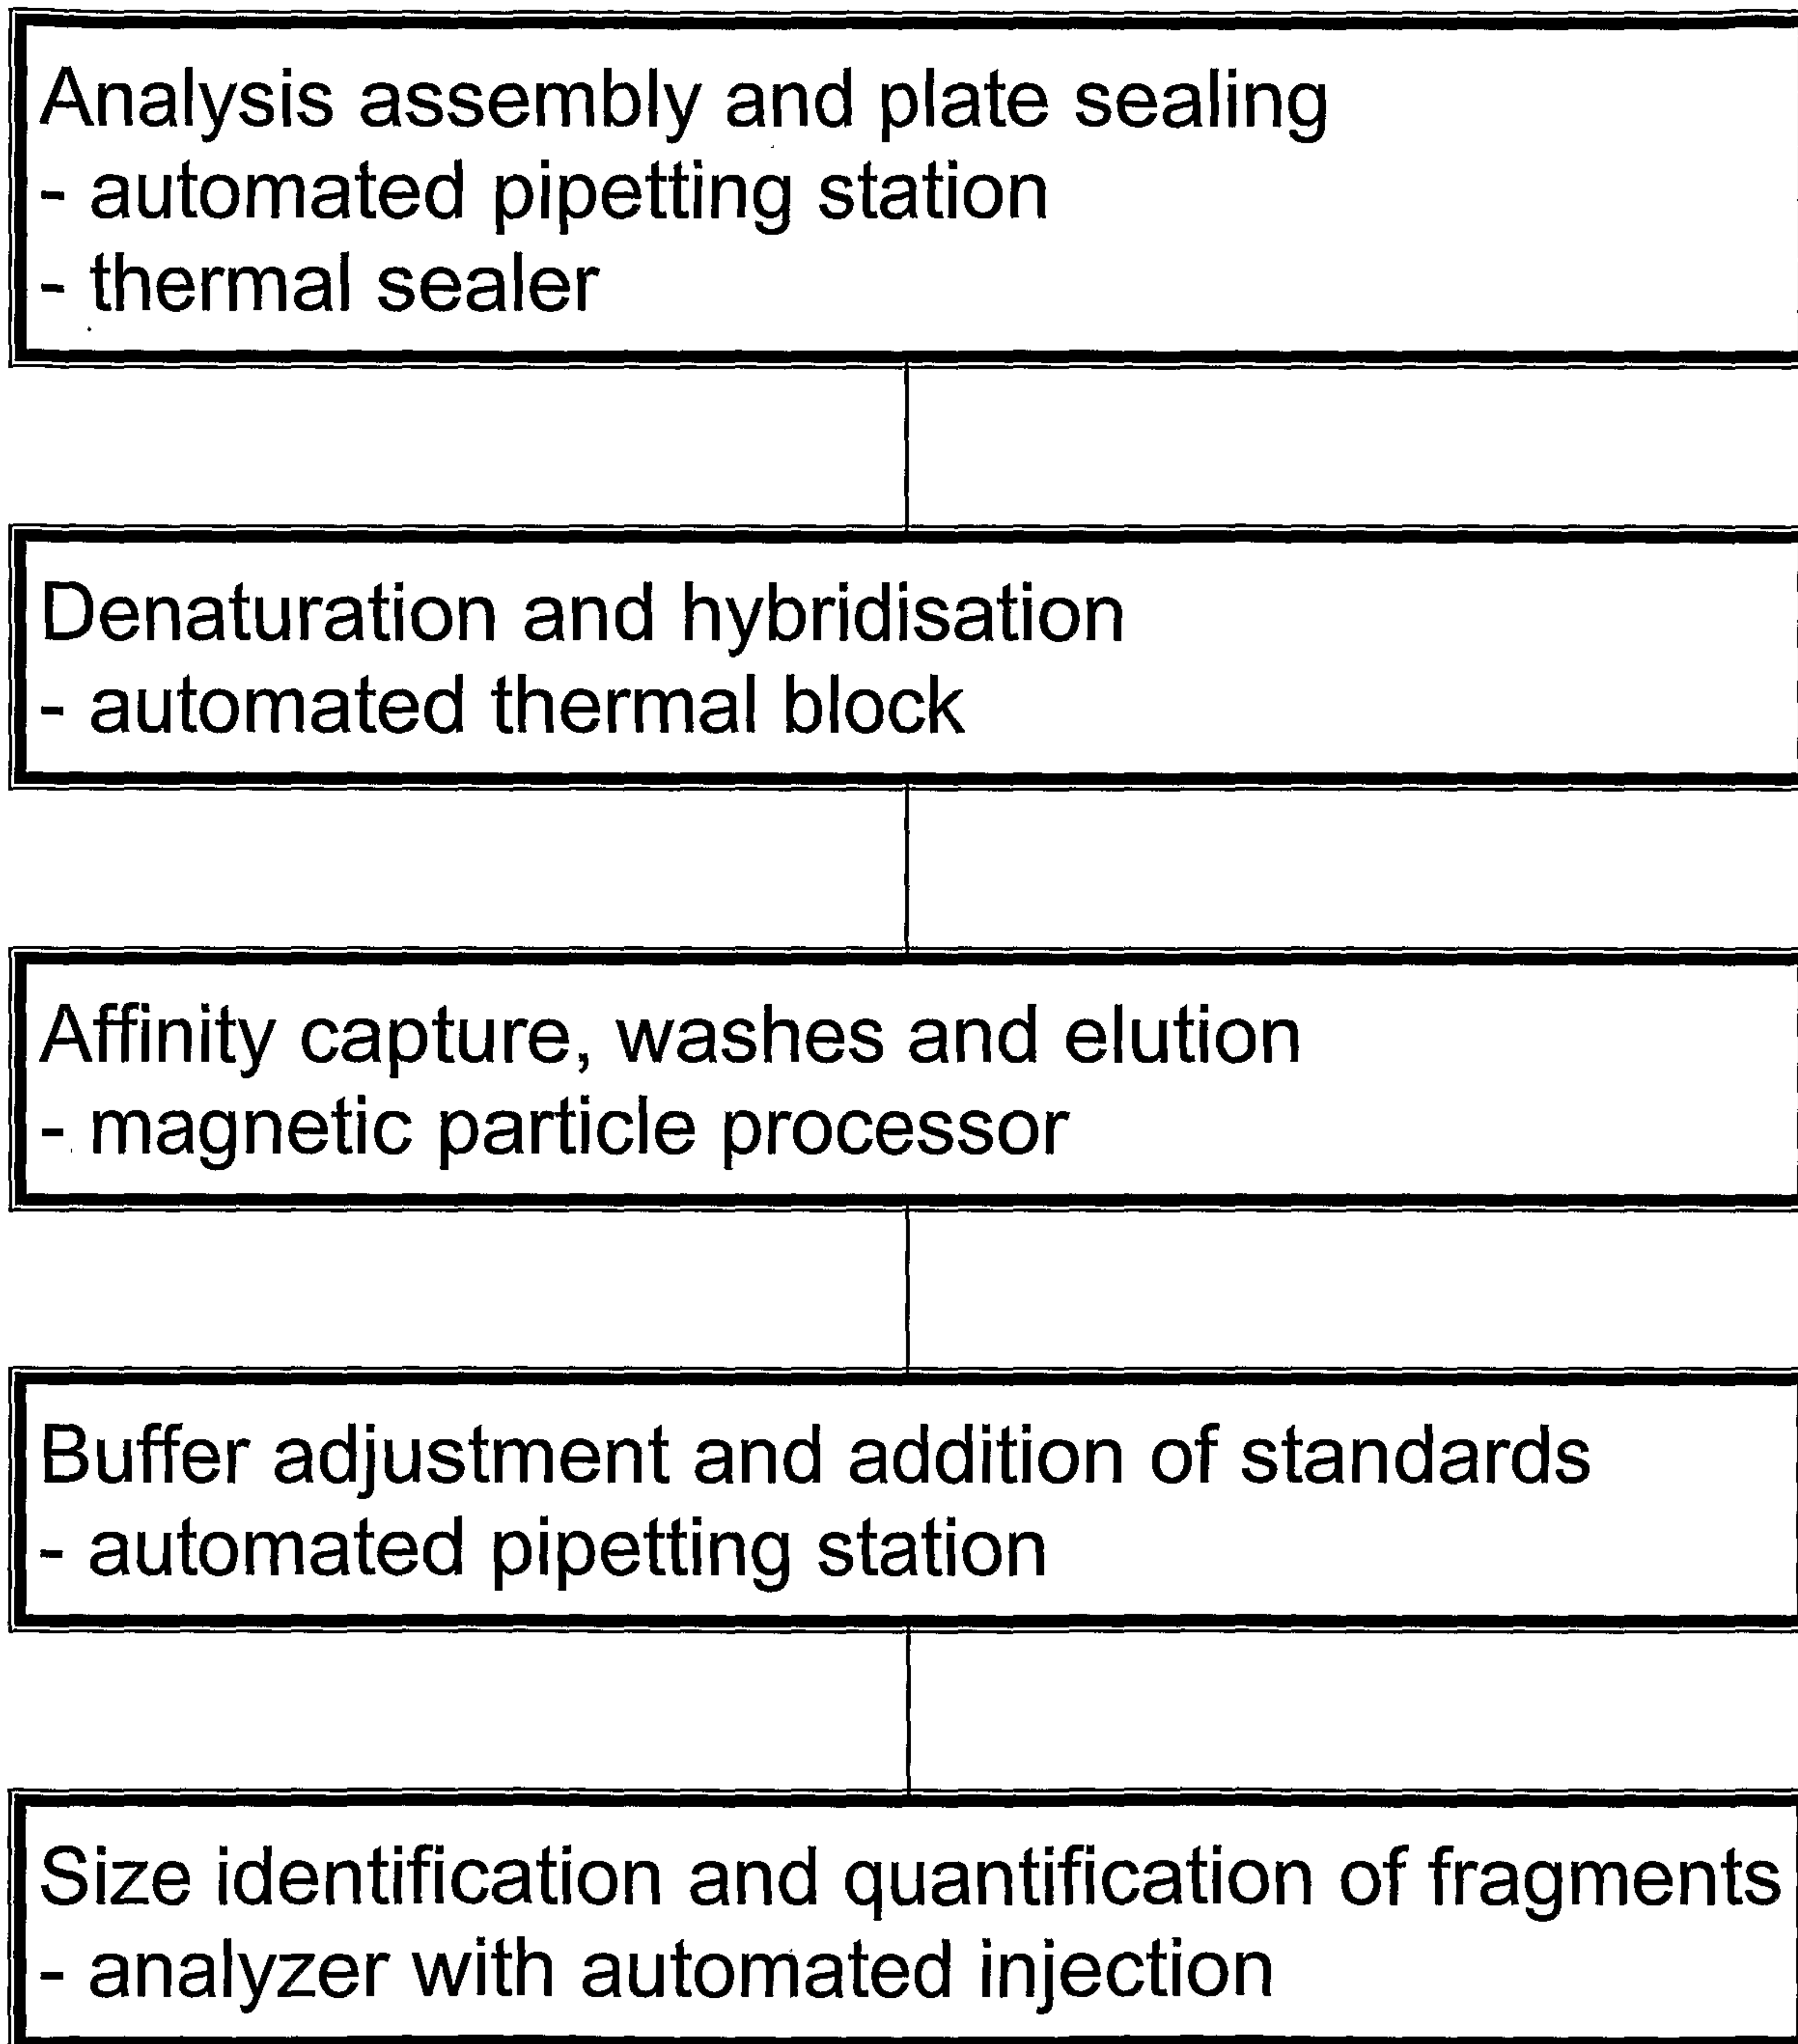 Analysis assembly and plate sealing
- automated pipetting station
- thermal sealer
Denaturation and hybridisation
- automated thermal block
Affinity capture, washes and elution
- magnetic particle processor
Buffer adjustment and addition of standards
- automated pipetting station
Size identification and quantification of fragments
- analyzer with automated injection